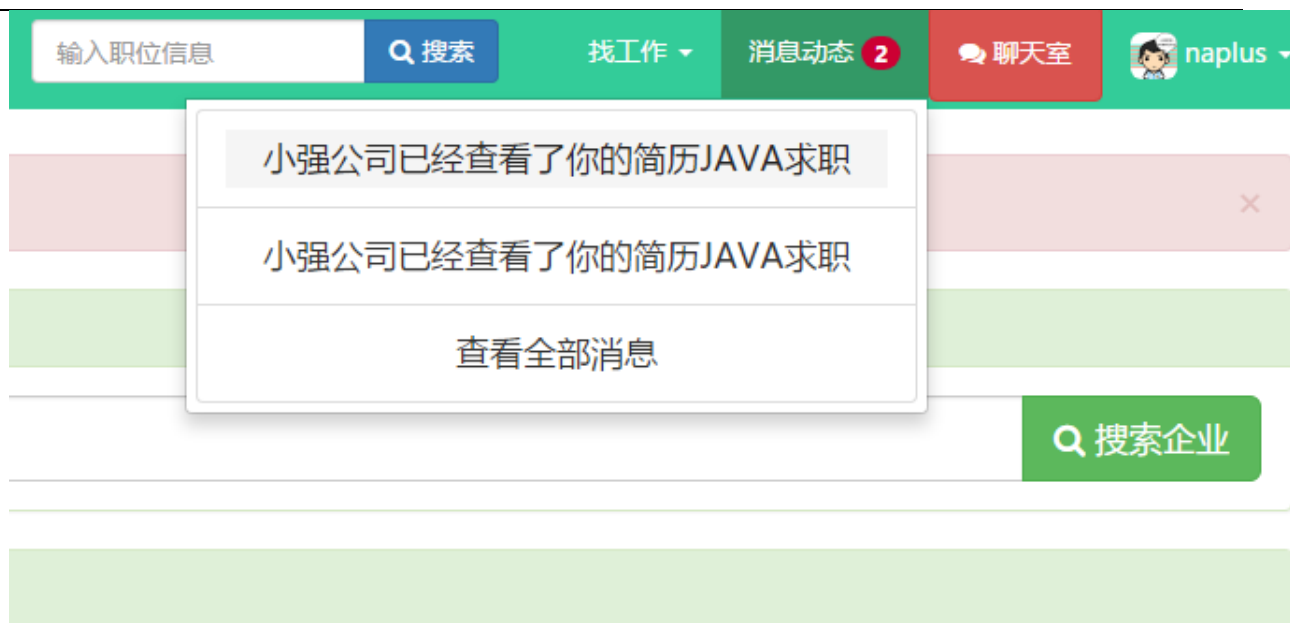 输入职位信息 搜索 找工作 消息动态 2 聊天室 naplus
小强公司已经查看了你的简历JAVA求职
×
小强公司已经查看了你的简历JAVA求职
查看全部消息
搜索企业